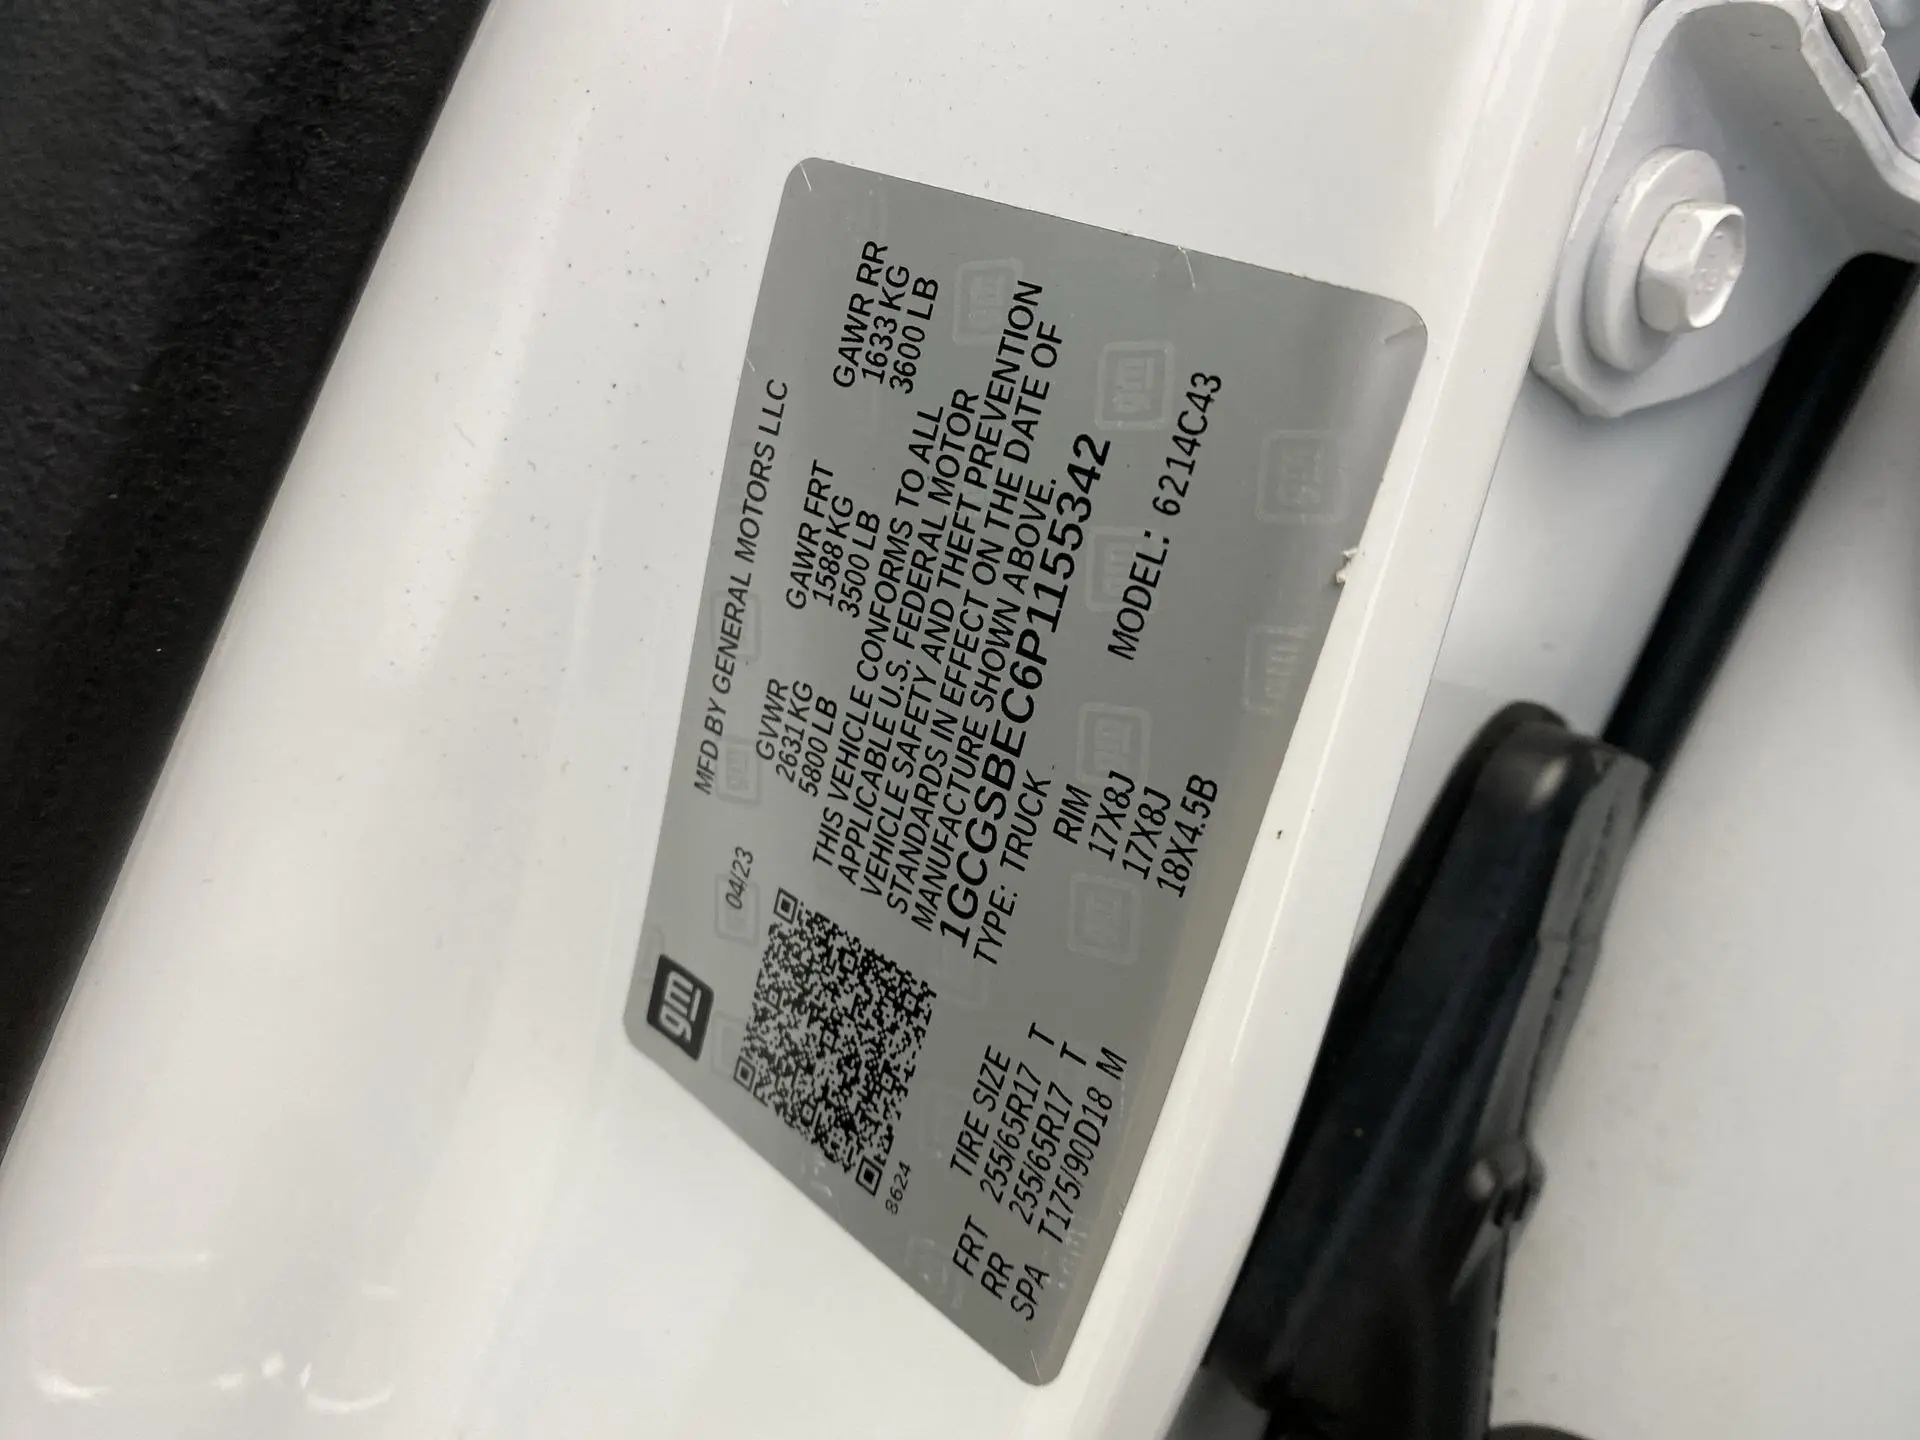 gm
04/23 MFD BY GENERAL MOTORS LLC
GVWR GAWR FRT GAWR RR
2631 KG 1588 KG 1633 KG
5800 LB 3500 LB 3600 LB
THIS VEHICLE CONFORMS TO ALL
APPLICABLE U.S. FEDERAL MOTOR
VEHICLE SAFETY AND THEFT PREVENTION
STANDARDS IN EFFECT ON THE DATE OF
MANUFACTURE SHOWN ABOVE.
8624
1GCGSBEC6P1155342
TYPE: TRUCK
MODEL: 6214C43
TIRE SIZE RIM
FRT 255/65R17 T 17X8J
RR 255/65R17 T 17X8J
SPA T175/90D18 M 18X4.5B